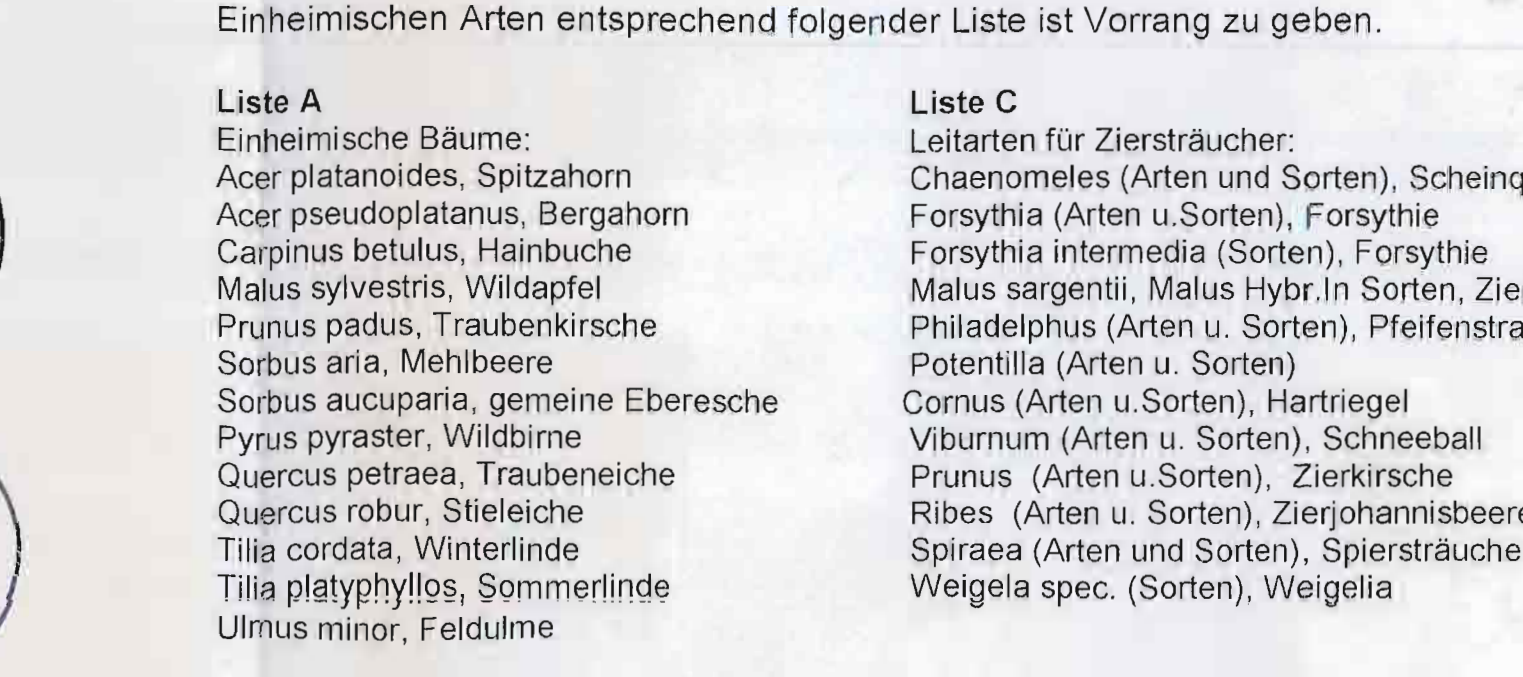 Einheimischen Arten entsprechend folgender Liste ist Vorrang zu geben.
Liste A
Einheimische Bäume:
Acer platanoides, Spitzahorn
Acer pseudoplatanus, Bergahorn
Carpinus betulus, Hainbuche
Malus sylvestris, Wildapfel
Prunus padus, Traubenkirsche
Sorbus aria, Mehlbeere
Sorbus aucuparia, gemeine Eberesche
Pyrus pyraster, Wildbirne
Quercus petraea, Traubeneiche
Quercus robur, Stieleiche
Tilia cordata, Winterlinde
Tilia platyphyllos, Sommerlinde
Ulmus minor, Feldulme
Liste C
Leitarten für Ziersträucher:
Chaenomeles (Arten und Sorten),
Forsythia (Arten u.Sorten), Forsythie
Forsythia intermedia (Sorten), Forsythie
Malus sargentii, Malus Hybr.In Sorten,
Philadelphus (Arten u. Sorten),
Potentilla (Arten u. Sorten)
Cornus (Arten u.Sorten), Hartriegel
Viburnum (Arten u. Sorten), Schneeball
Prunus (Arten u.Sorten), Zierkirsche
Ribes (Arten u. Sorten), Zierjohannisbeere
Spiraea (Arten und Sorten),
Weigela spec. (Sorten), Weigelia